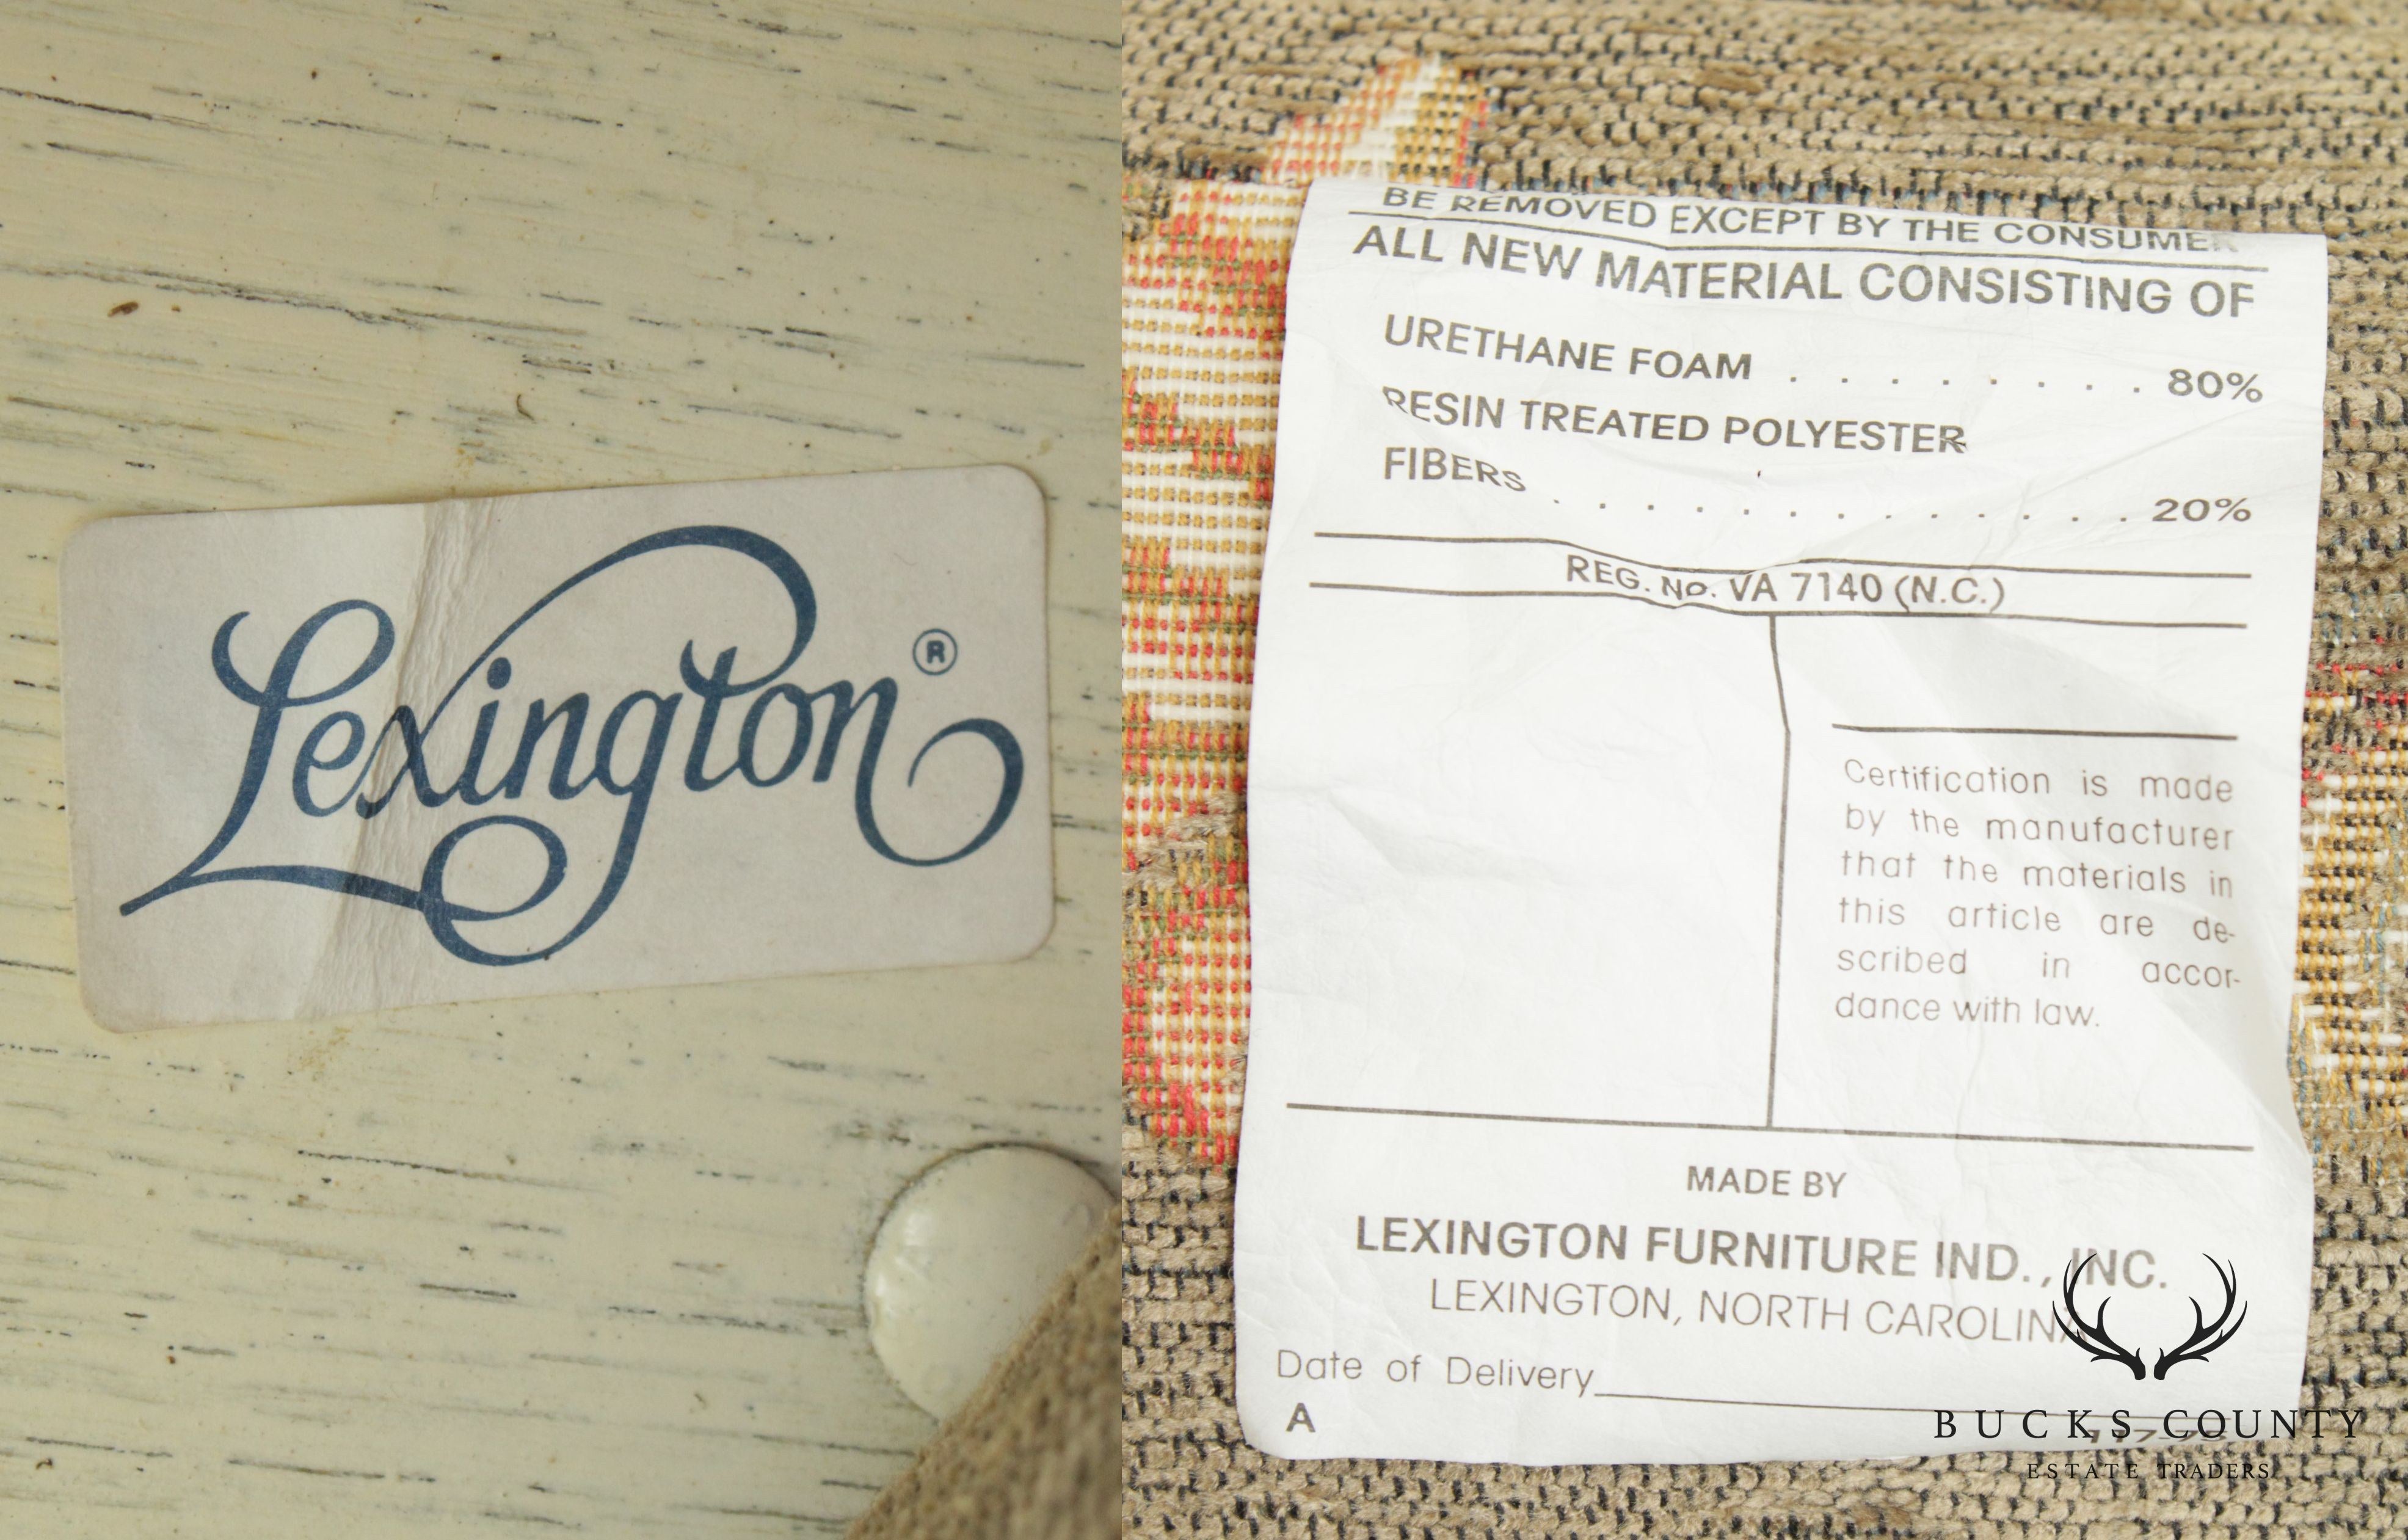 Lexington®
BE REMOVED EXCEPT BY THE CONSUMER
ALL NEW MATERIAL CONSISTING OF
URETHANE FOAM . . . . . . . . . 80%
RESIN TREATED POLYESTER
FIBERS . . . . . . . . . . . . . . 20%
REG. NO. VA 7140 (N.C.)
Certification is made
by the manufacturer
that the materials in
this article are de-
scribed in accor-
dance with law.
MADE BY
LEXINGTON FURNITURE IND., INC.
LEXINGTON, NORTH CAROLINA
Date of Delivery
A
BUCKS COUNTY
ESTATE TRADERS